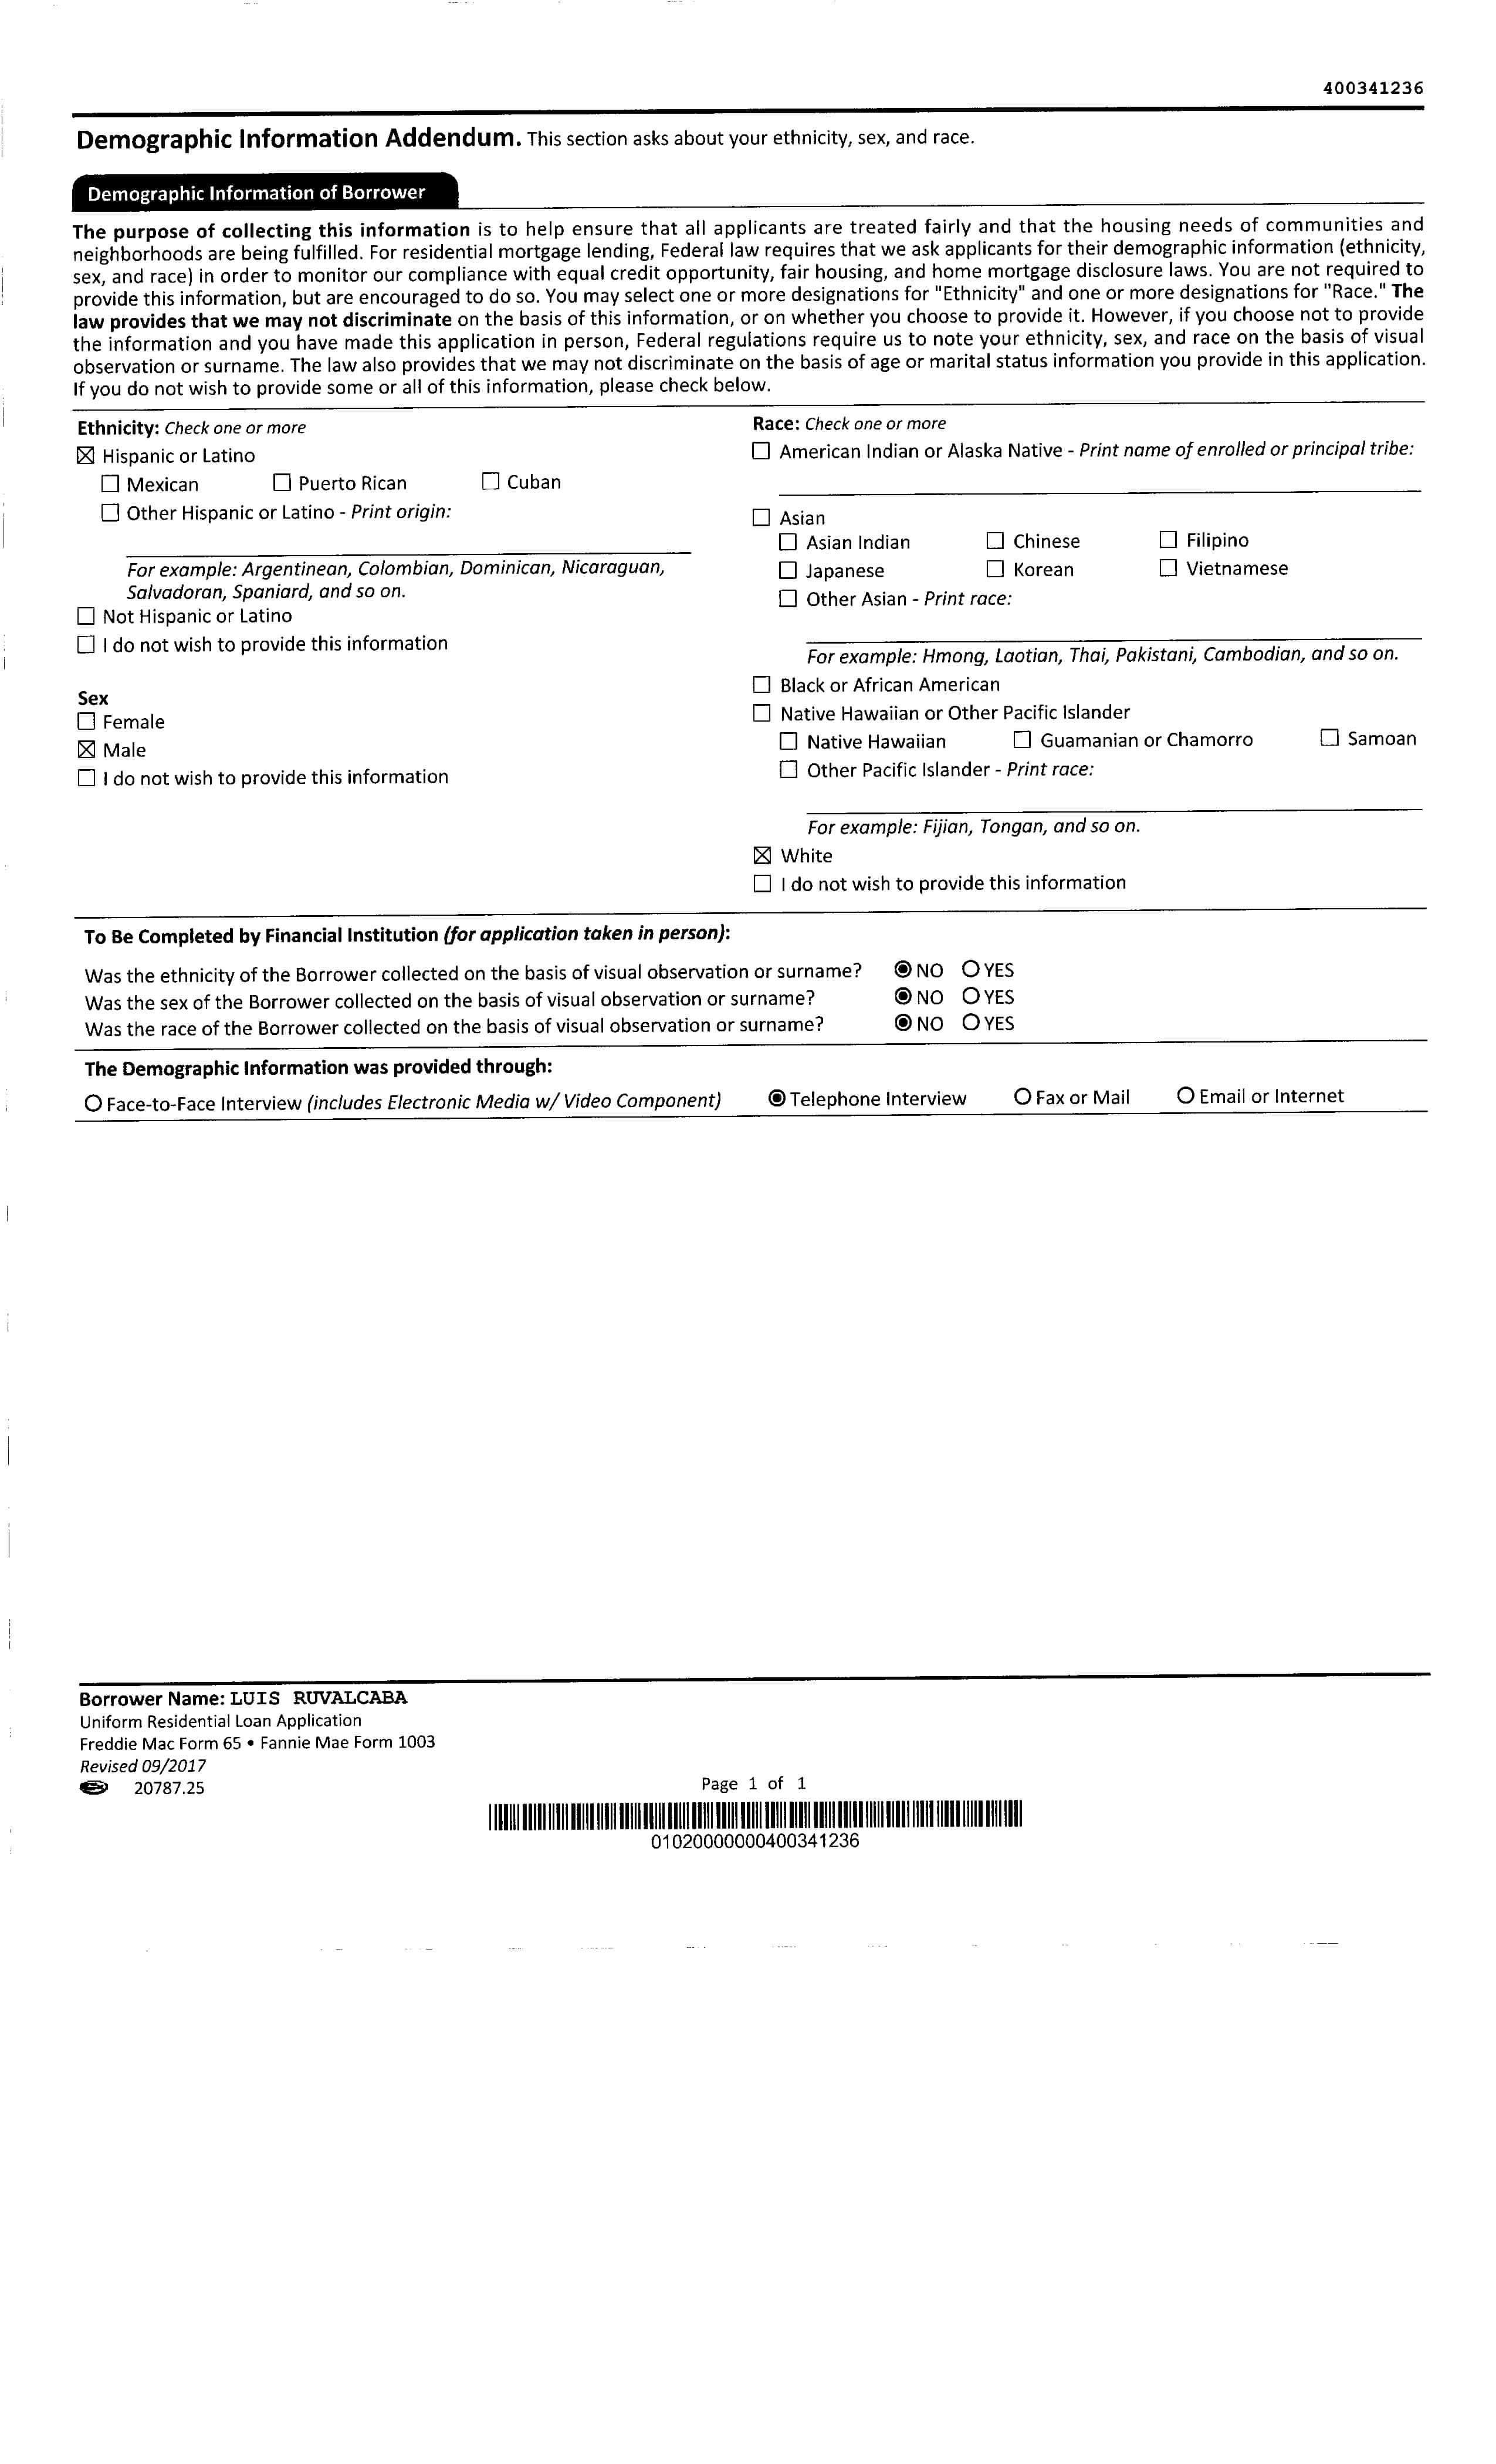 400341236
Demographic Information Addendum. This section asks about your ethnicity, sex, and race.
Demographic Information of Borrower
The purpose of collecting this information is to help ensure that all applicants are treated fairly and that the housing needs of communities and
neighborhoods are being fulfilled. For residential mortgage lending, Federal law requires that we ask applicants for their demographic information (ethnicity,
sex, and race) in order to monitor our compliance with equal credit opportunity, fair housing, and home mortgage disclosure laws. You are not required to
provide this information, but are encouraged to do so. You may select one or more designations for "Ethnicity" and one or more designations for "Race." The
law provides that we may not discriminate on the basis of this information, or on whether you choose to provide it. However, if you choose not to provide
the information and you have made this application in person, Federal regulations require us to note your ethnicity, sex, and race on the basis of visual
observation or surname. The law also provides that we may not discriminate on the basis of age or marital status information you provide in this application.
If you do not wish to provide some or all of this information, please check below.
Ethnicity: Check one or more
☒ Hispanic or Latino
☐ Mexican ☐ Puerto Rican ☐ Cuban
☐ Other Hispanic or Latino - Print origin:
For example: Argentinean, Colombian, Dominican, Nicaraguan,
Salvadoran, Spaniard, and so on.
☐ Not Hispanic or Latino
☐ I do not wish to provide this information
Sex
☐ Female
☒ Male
☐ I do not wish to provide this information
Race: Check one or more
☐ American Indian or Alaska Native - Print name of enrolled or principal tribe:
☐ Asian
☐ Asian Indian ☐ Chinese ☐ Filipino
☐ Japanese ☐ Korean ☐ Vietnamese
☐ Other Asian - Print race:
For example: Hmong, Laotian, Thai, Pakistani, Cambodian, and so on.
☐ Black or African American
☐ Native Hawaiian or Other Pacific Islander
☐ Native Hawaiian ☐ Guamanian or Chamorro ☐ Samoan
☐ Other Pacific Islander - Print race:
For example: Fijian, Tongan, and so on.
☒ White
☐ I do not wish to provide this information
To Be Completed by Financial Institution (for application taken in person):
Was the ethnicity of the Borrower collected on the basis of visual observation or surname? ◉ NO ○ YES
Was the sex of the Borrower collected on the basis of visual observation or surname? ◉ NO ○ YES
Was the race of the Borrower collected on the basis of visual observation or surname? ◉ NO ○ YES
The Demographic Information was provided through:
○ Face-to-Face Interview (includes Electronic Media w/ Video Component) ◉ Telephone Interview ○ Fax or Mail ○ Email or Internet
Borrower Name: LUIS RUVALCABA
Uniform Residential Loan Application
Freddie Mac Form 65 • Fannie Mae Form 1003
Revised 09/2017
20787.25
Page 1 of 1
01020000000400341236